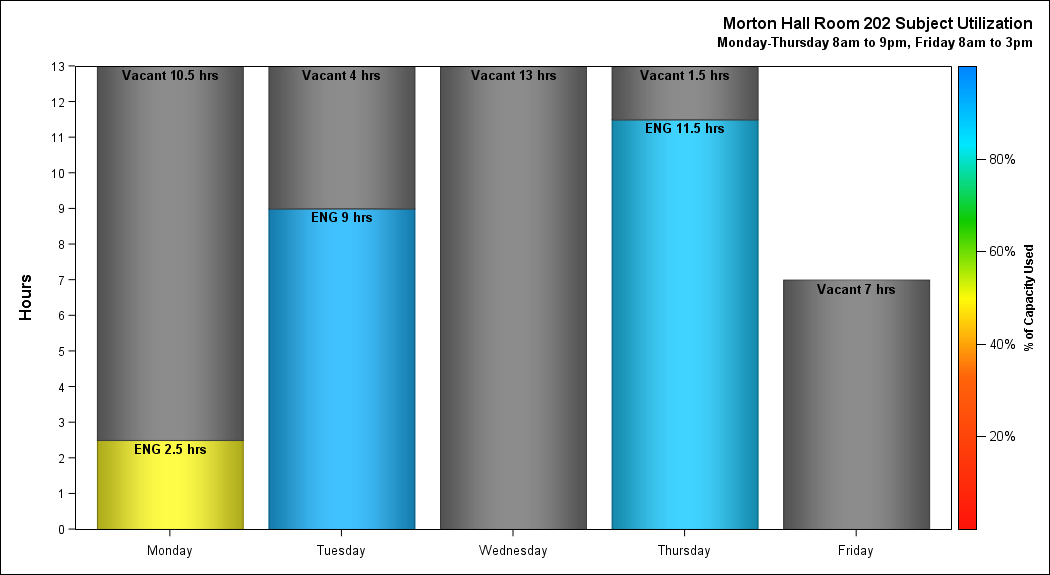 Morton Hall Room 202 Subject Utilization
Monday-Thursday 8am to 9pm, Friday 8am to 3pm
Hours
13
12
11
10
9
8
7
6
5
4
3
2
1
0
Vacant 10.5 hrs
ENG 2.5 hrs
Vacant 4 hrs
ENG 9 hrs
Vacant 13 hrs
Vacant 1.5 hrs
ENG 11.5 hrs
Vacant 7 hrs
Monday
Tuesday
Wednesday
Thursday
Friday
80%
60%
40%
20%
% of Capacity Used